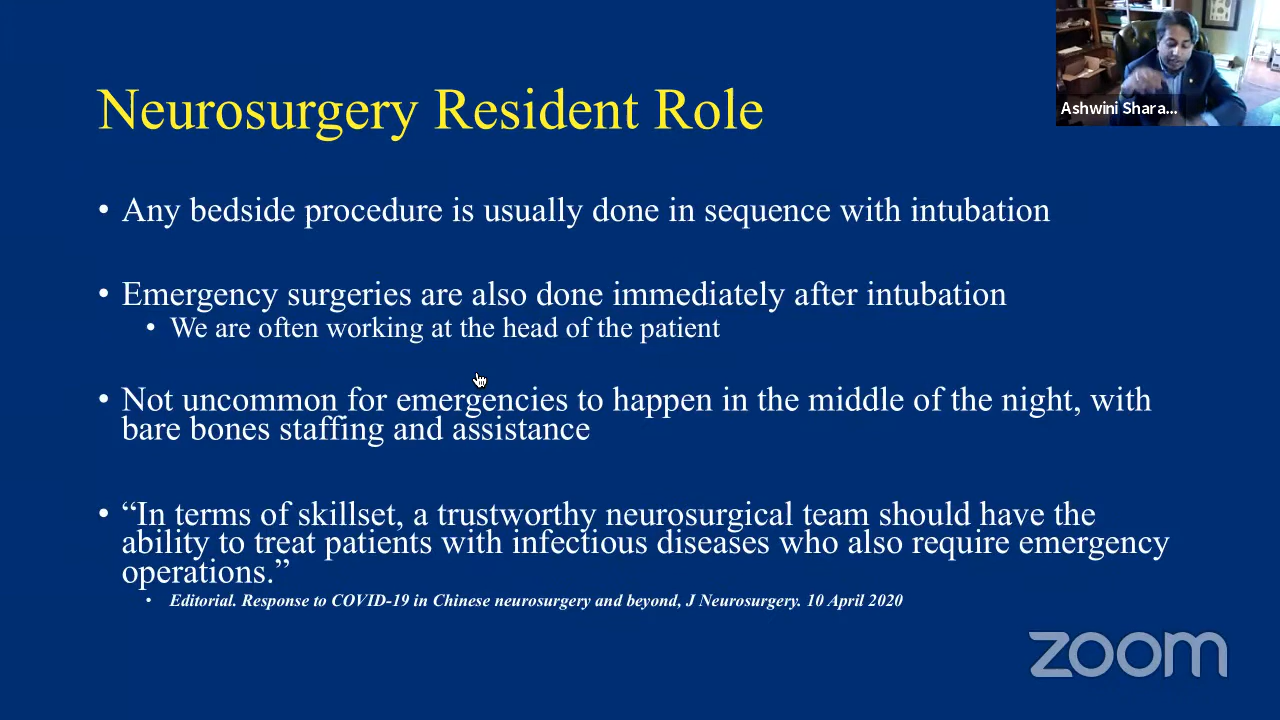 Neurosurgery Resident Role
Ashwini Shara...
• Any bedside procedure is usually done in sequence with intubation
• Emergency surgeries are also done immediately after intubation
• We are often working at the head of the patient
• Not uncommon for emergencies to happen in the middle of the night, with
bare bones staffing and assistance
• “In terms of skillset, a trustworthy neurosurgical team should have the
ability to treat patients with infectious diseases who also require emergency
operations.”
• Editorial. Response to COVID-19 in Chinese neurosurgery and beyond, J Neurosurgery. 10 April 2020
zoom